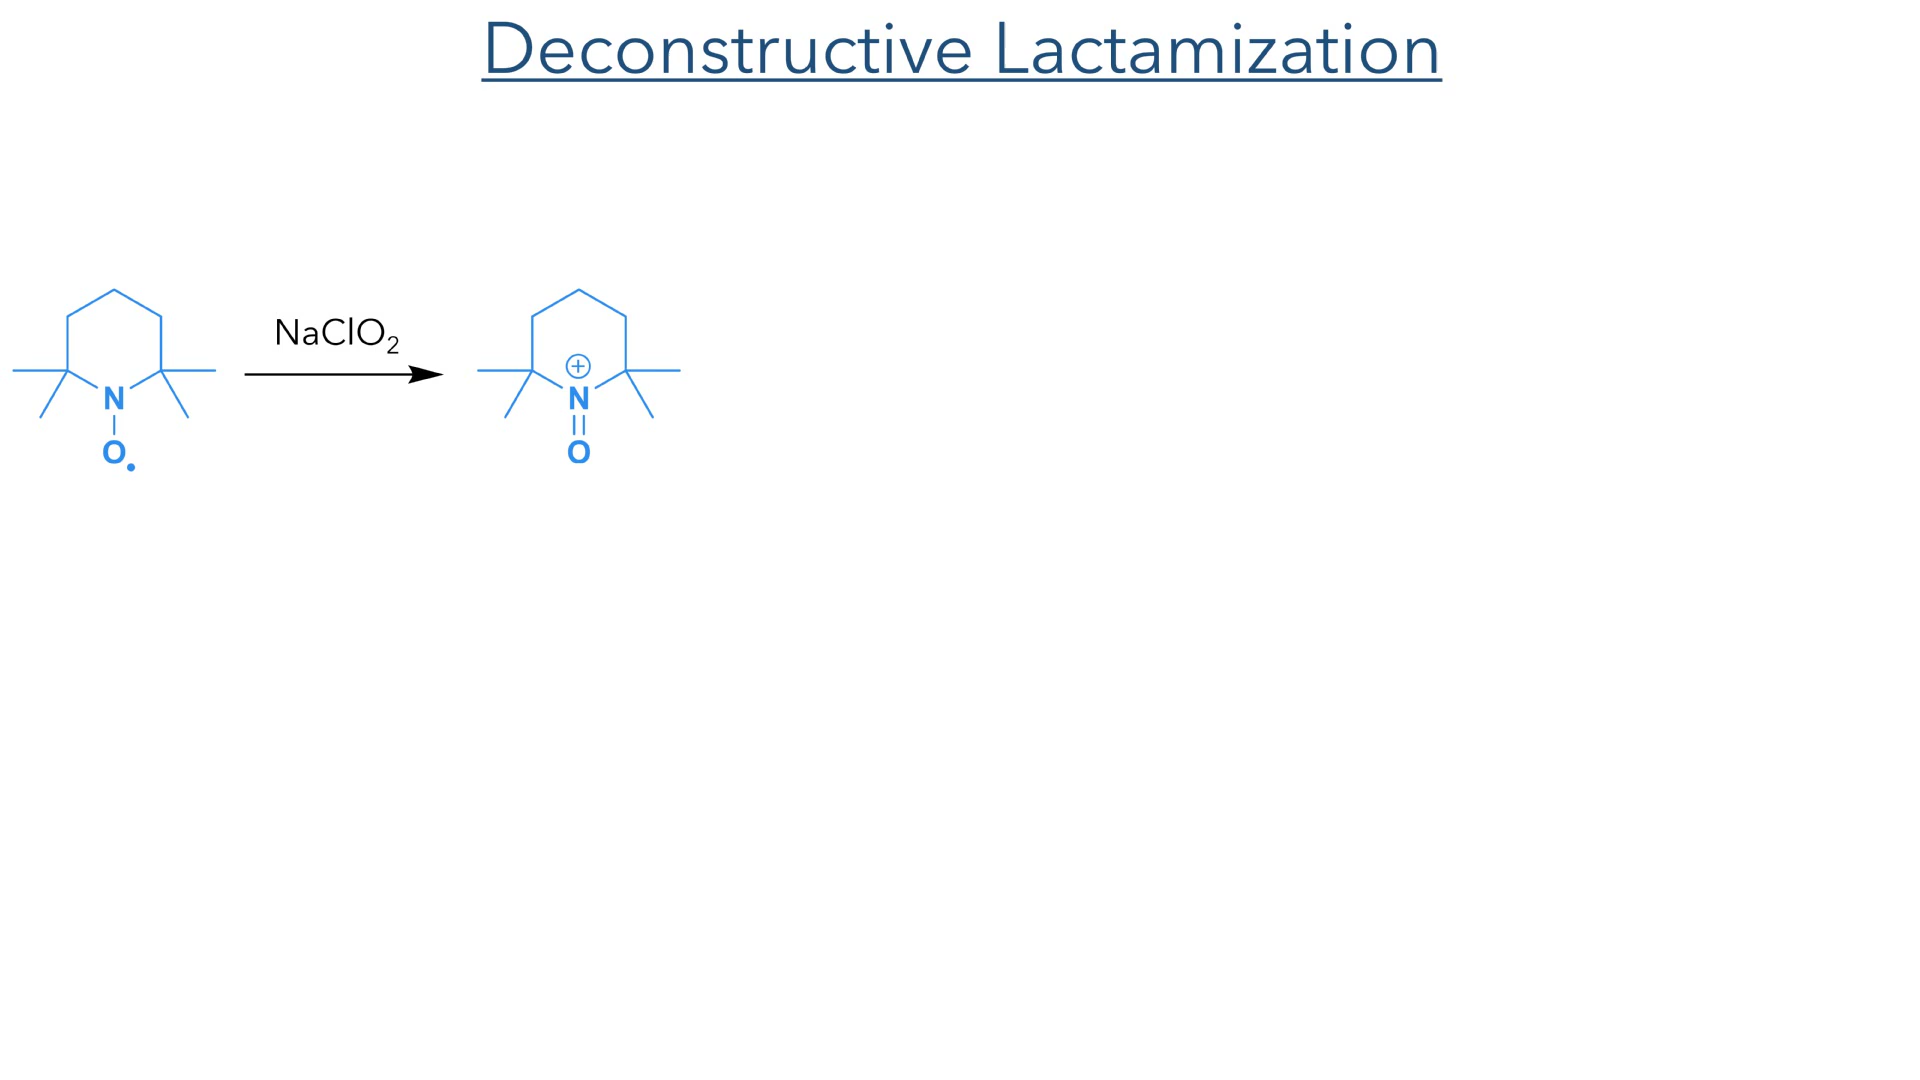 Deconstructive Lactamization
NaClO₂
⊕
N
N
O•
O